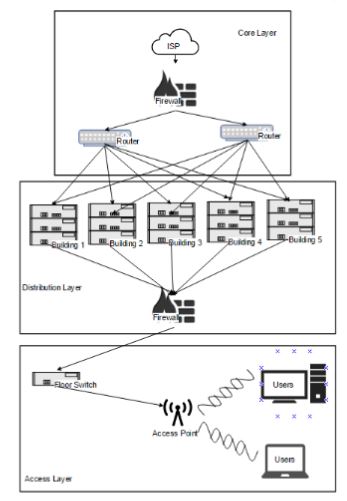 Core Layer
ISP
Firewall
Router
Router
Building 1
Building 2
Building 3
Building 4
Building 5
Distribution Layer
Firewall
Floor Switch
Access Point
Users
Users
Access Layer